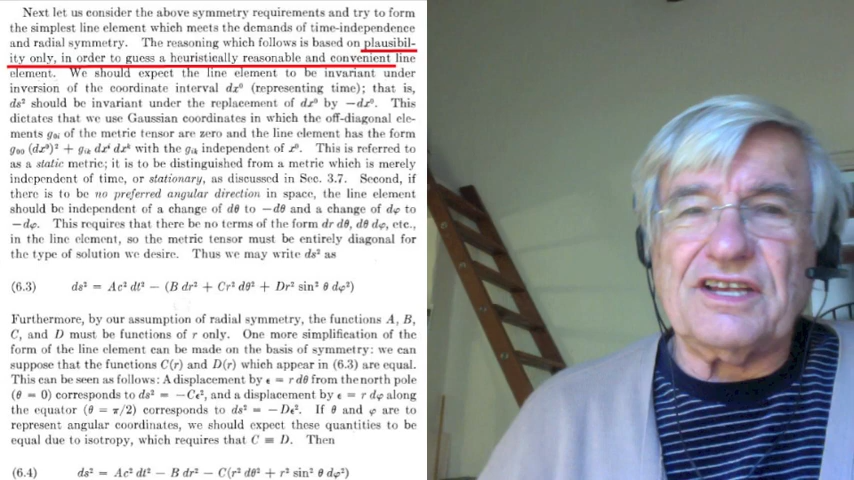 Next let us consider the above symmetry requirements and try to form
the simplest line element which meets the demands of time-independence
and radial symmetry. The reasoning which follows is based on plausibil-
ity only, in order to guess a heuristically reasonable and convenient line
element. We should expect the line element to be invariant under
inversion of the coordinate interval dx⁰ (representing time); that is,
ds² should be invariant under the replacement of dx⁰ by −dx⁰. This
dictates that we use Gaussian coordinates in which the off-diagonal ele-
ments g₀ᵢ of the metric tensor are zero and the line element has the form
g₀₀ (dx⁰)² + gᵢₖ dxⁱ dxᵏ with the gᵢₖ independent of x⁰. This is referred to
as a static metric; it is to be distinguished from a metric which is merely
independent of time, or stationary, as discussed in Sec. 3.7. Second, if
there is to be no preferred angular direction in space, the line element
should be independent of a change of dθ to −dθ and a change of dφ to
−dφ. This requires that there be no terms of the form dr dθ, dθ dφ, etc.,
in the line element, so the metric tensor must be entirely diagonal for
the type of solution we desire. Thus we may write ds² as
(6.3) ds² = Ac² dt² − (B dr² + Cr² dθ² + Dr² sin² θ dφ²)
Furthermore, by our assumption of radial symmetry, the functions A, B,
C, and D must be functions of r only. One more simplification of the
form of the line element can be made on the basis of symmetry: we can
suppose that the functions C(r) and D(r) which appear in (6.3) are equal.
This can be seen as follows: A displacement by ϵ = r dθ from the north pole
(θ = 0) corresponds to ds² = −Cϵ², and a displacement by ϵ = r dφ along
the equator (θ = π/2) corresponds to ds² = −Dϵ². If θ and φ are to
represent angular coordinates, we should expect these quantities to be
equal due to isotropy, which requires that C ≡ D. Then
(6.4) ds² = Ac² dt² − B dr² − C(r² dθ² + r² sin² θ dφ²)